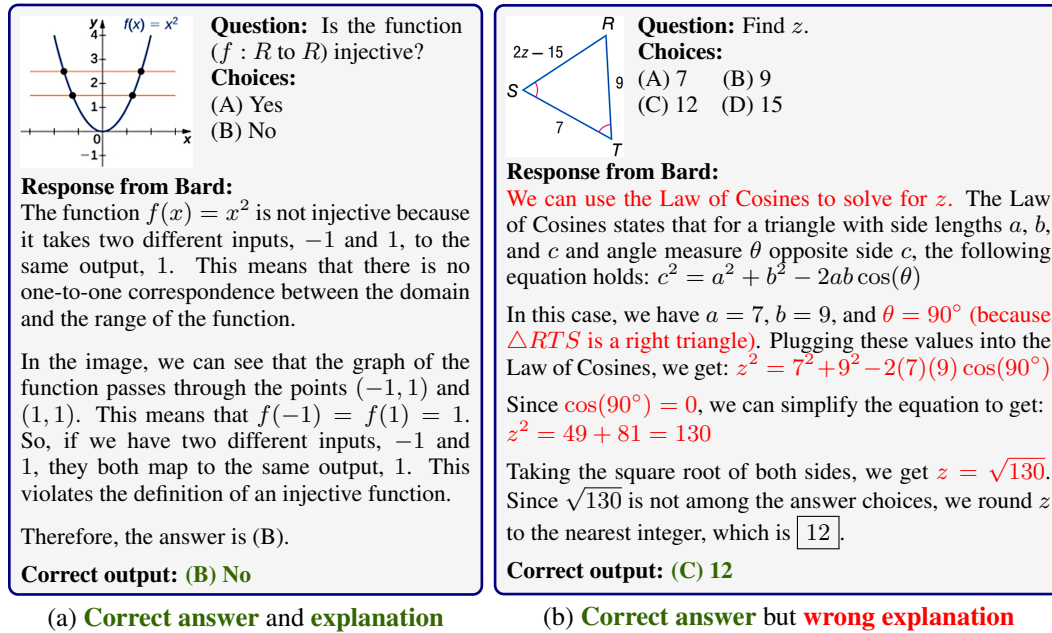 y f(x) = x²
4
3
2
1
0
x
−1
Question: Is the function
(f : R to R) injective?
Choices:
(A) Yes
(B) No
Response from Bard:
The function f(x) = x² is not injective because
it takes two different inputs, −1 and 1, to the
same output, 1. This means that there is no
one-to-one correspondence between the domain
and the range of the function.
In the image, we can see that the graph of the
function passes through the points (−1, 1) and
(1, 1). This means that f(−1) = f(1) = 1.
So, if we have two different inputs, −1 and
1, they both map to the same output, 1. This
violates the definition of an injective function.
Therefore, the answer is (B).
Correct output: (B) No
(a) Correct answer and explanation
R
2z − 15
9
S
7
T
Question: Find z.
Choices:
(A) 7 (B) 9
(C) 12 (D) 15
Response from Bard:
We can use the Law of Cosines to solve for z. The Law
of Cosines states that for a triangle with side lengths a, b,
and c and angle measure θ opposite side c, the following
equation holds: c² = a² + b² − 2ab cos(θ)
In this case, we have a = 7, b = 9, and θ = 90° (because
△RTS is a right triangle). Plugging these values into the
Law of Cosines, we get: z² = 7²+9²−2(7)(9) cos(90°)
Since cos(90°) = 0, we can simplify the equation to get:
z² = 49 + 81 = 130
Taking the square root of both sides, we get z = √130.
Since √130 is not among the answer choices, we round z
to the nearest integer, which is 12 .
Correct output: (C) 12
(b) Correct answer but wrong explanation